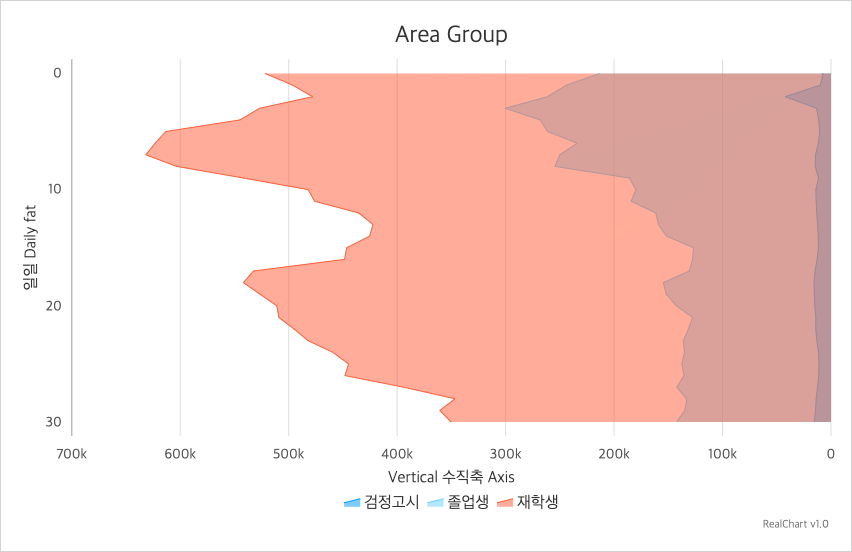 Area Group
0
10
20
30
일일 Daily fat
700k
600k
500k
400k
300k
200k
100k
0
Vertical 수직축 Axis
검정고시
졸업생
재학생
RealChart v1.0